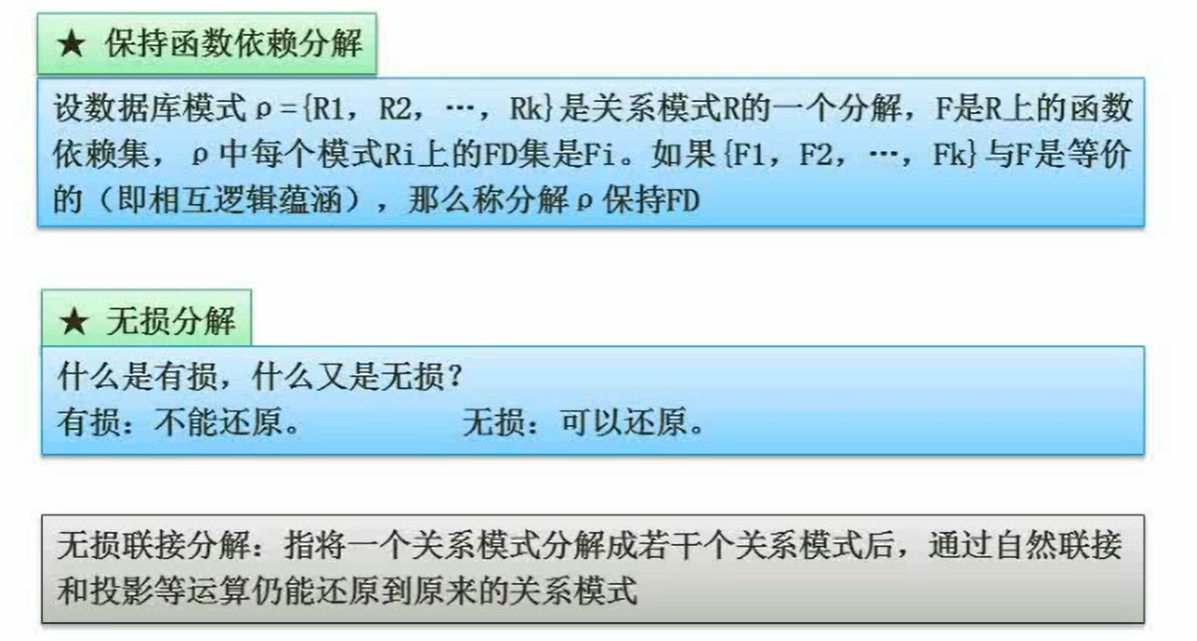 ★ 保持函数依赖分解
设数据库模式ρ={R1, R2, …, Rk}是关系模式R的一个分解, F是R上的函数
依赖集, ρ中每个模式Ri上的FD集是Fi。如果{F1, F2, …, Fk}与F是等价
的（即相互逻辑蕴涵）, 那么称分解ρ保持FD
★ 无损分解
什么是有损, 什么又是无损?
有损: 不能还原。 无损: 可以还原。
无损联接分解: 指将一个关系模式分解成若干个关系模式后, 通过自然联接
和投影等运算仍能还原到原来的关系模式